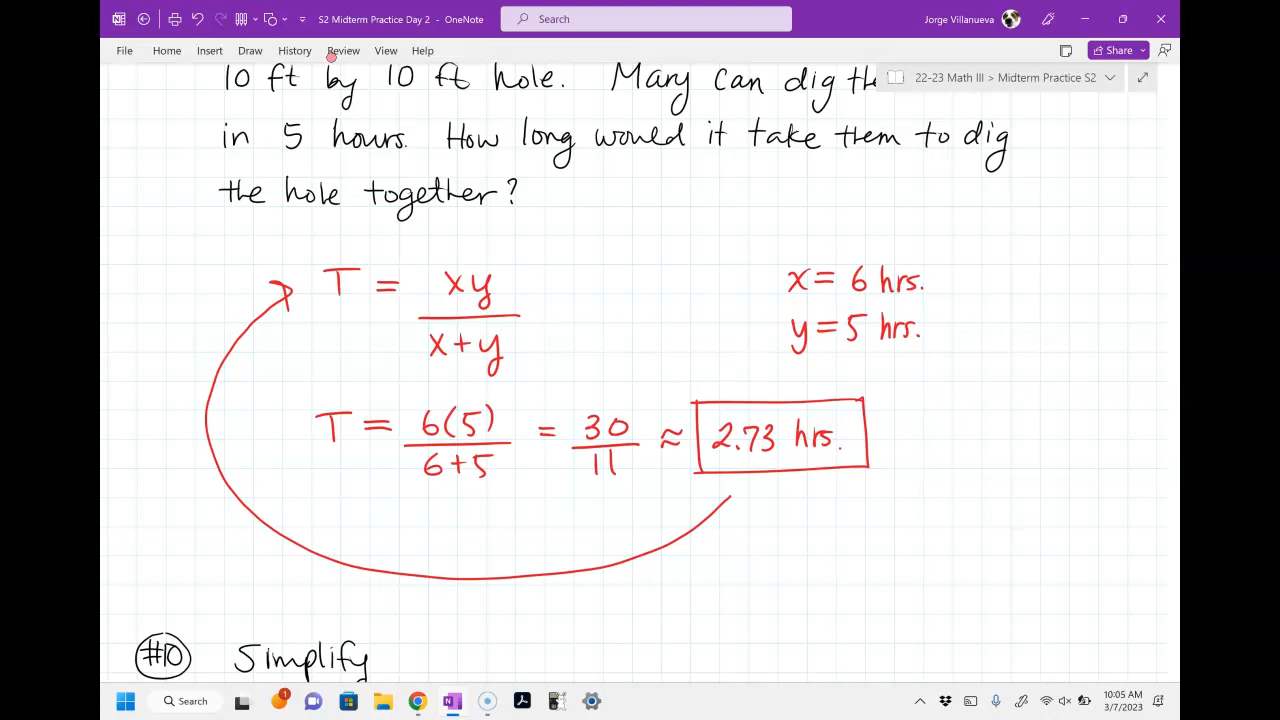 S2 Midterm Practice Day 2 - OneNote
Search
Jorge Villanueva
File Home Insert Draw History Review View Help
Share
22-23 Math III > Midterm Practice S2
10 ft by 10 ft hole. Mary can dig the
in 5 hours. How long would it take them to dig
the hole together?
T = xy / x+y
x = 6 hrs.
y = 5 hrs.
T = 6(5) / 6+5 = 30 / 11 ≈ 2.73 hrs.
#10 Simplify
Search
1
10:05 AM
3/7/2023